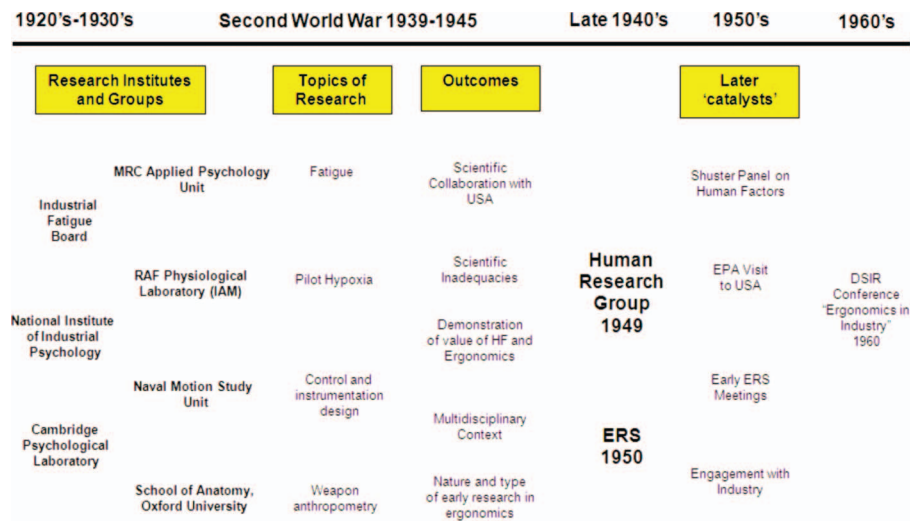 1920's-1930's
Second World War 1939-1945
Late 1940's
1950's
1960's
Research Institutes
and Groups
Topics of
Research
Outcomes
Later
'catalysts'
Industrial
Fatigue
Board
National Institute
of Industrial
Psychology
Cambridge
Psychological
Laboratory
MRC Applied Psychology
Unit
RAF Physiological
Laboratory (IAM)
Naval Motion Study
Unit
School of Anatomy,
Oxford University
Fatigue
Pilot Hypoxia
Control and
instrumentation
design
Weapon
anthropometry
Scientific
Collaboration with
USA
Scientific
Inadequacies
Demonstration
of value of HF and
Ergonomics
Multidisciplinary
Context
Nature and type
of early research in
ergonomics
Human
Research
Group
1949
ERS
1950
Shuster Panel on
Human Factors
EPA Visit
to USA
Early ERS
Meetings
Engagement with
Industry
DSIR
Conference
"Ergonomics in
Industry"
1960